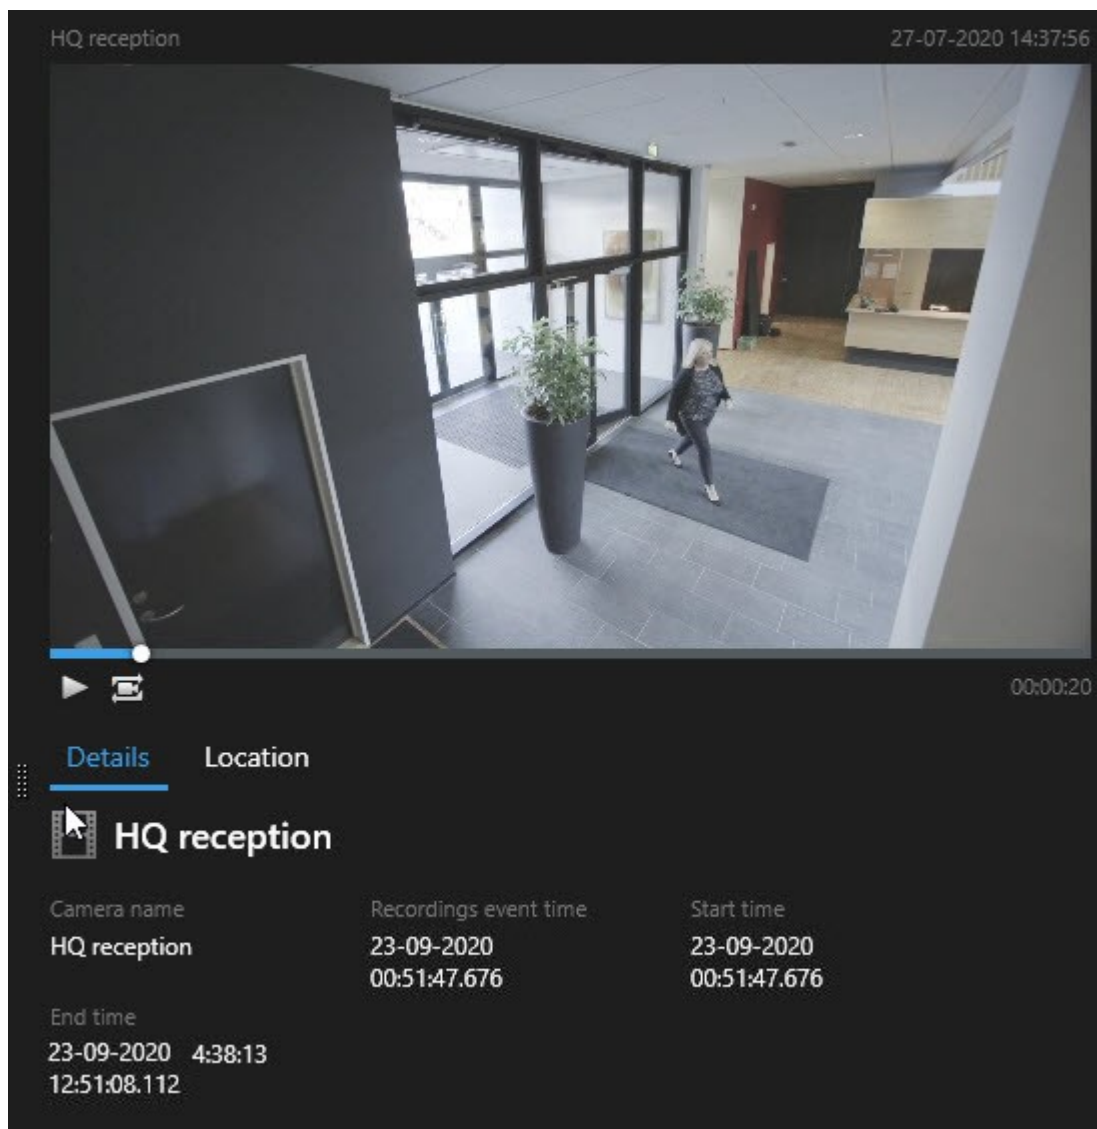 HQ reception 27-07-2020 14:37:56
00:00:20
Details Location
HQ reception
Camera name Recordings event time Start time
HQ reception 23-09-2020 23-09-2020
00:51:47.676 00:51:47.676
End time
23-09-2020 4:38:13
12:51:08.112